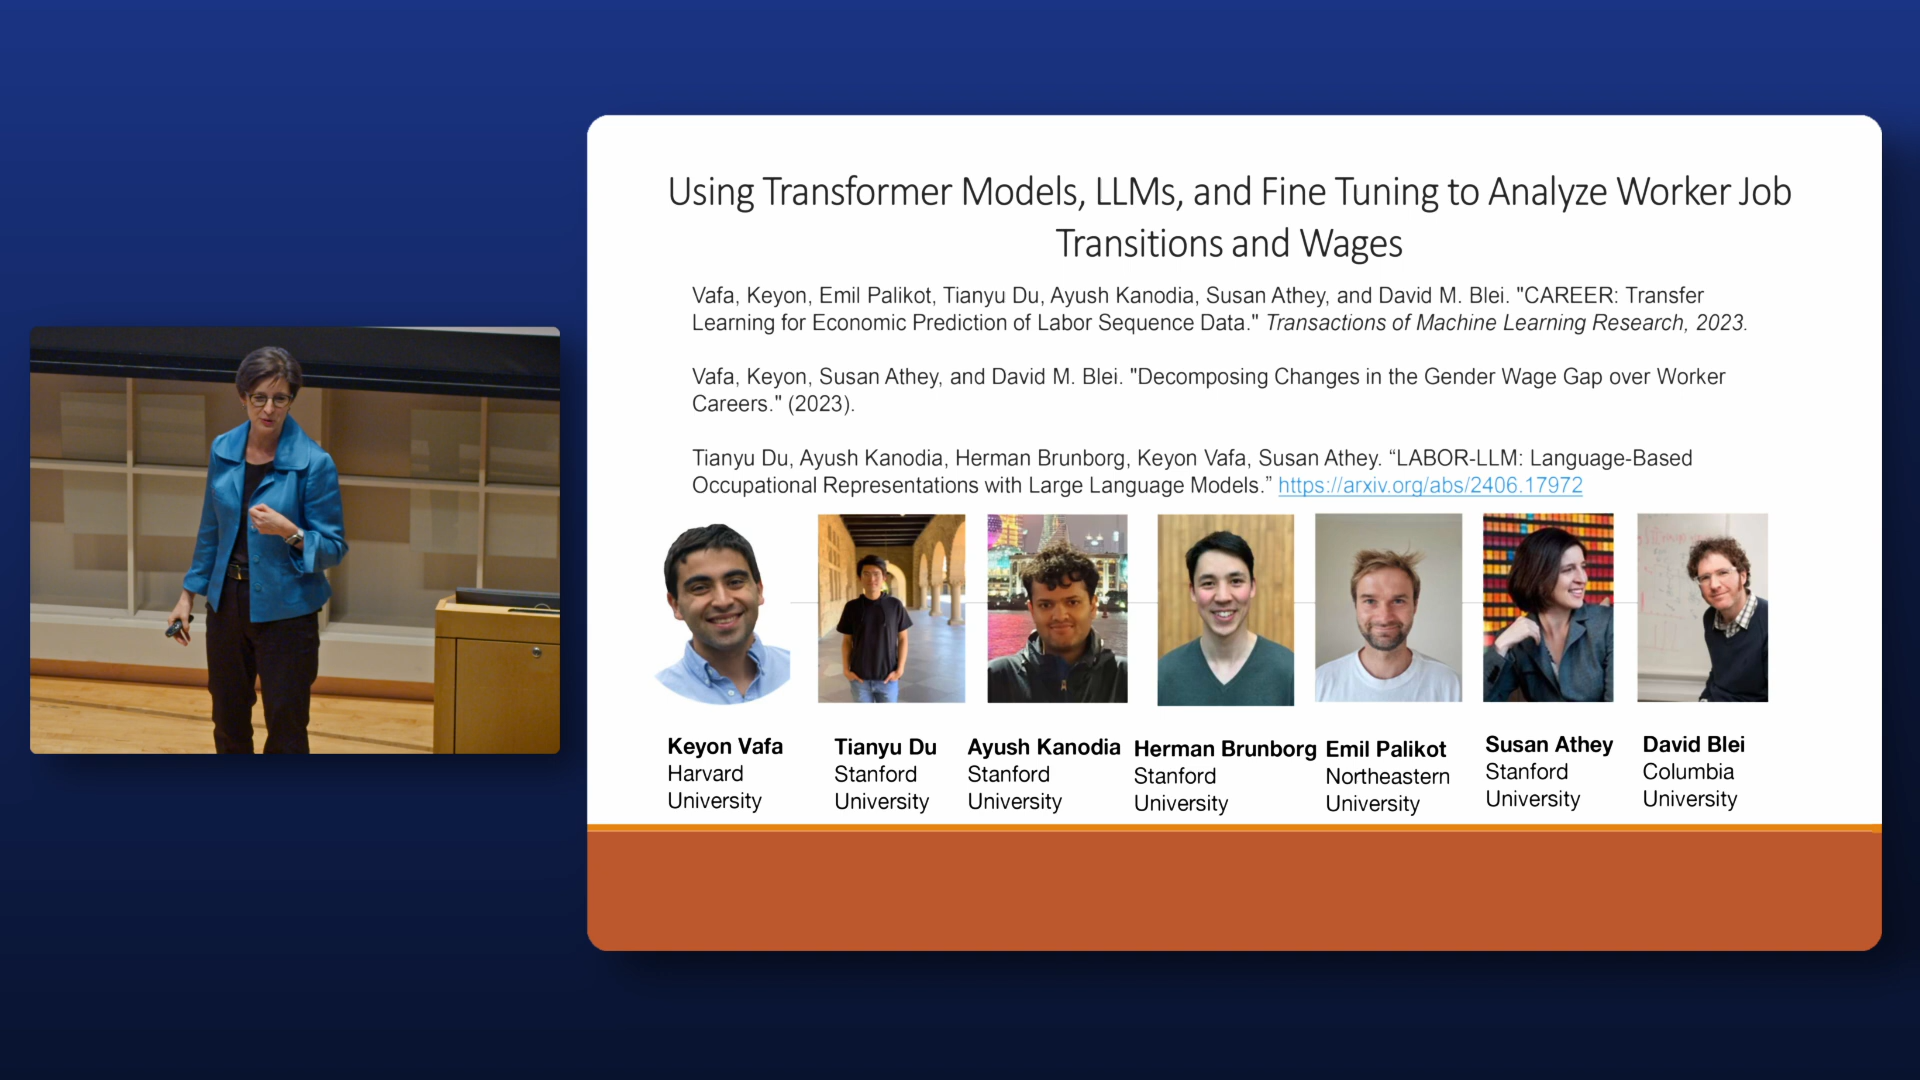 Using Transformer Models, LLMs, and Fine Tuning to Analyze Worker Job
Transitions and Wages
Vafa, Keyon, Emil Palikot, Tianyu Du, Ayush Kanodia, Susan Athey, and David M. Blei. "CAREER: Transfer
Learning for Economic Prediction of Labor Sequence Data." Transactions of Machine Learning Research, 2023.
Vafa, Keyon, Susan Athey, and David M. Blei. "Decomposing Changes in the Gender Wage Gap over Worker
Careers." (2023).
Tianyu Du, Ayush Kanodia, Herman Brunborg, Keyon Vafa, Susan Athey. “LABOR-LLM: Language-Based
Occupational Representations with Large Language Models.” https://arxiv.org/abs/2406.17972
Keyon Vafa
Harvard
University
Tianyu Du
Stanford
University
Ayush Kanodia
Stanford
University
Herman Brunborg
Stanford
University
Emil Palikot
Northeastern
University
Susan Athey
Stanford
University
David Blei
Columbia
University